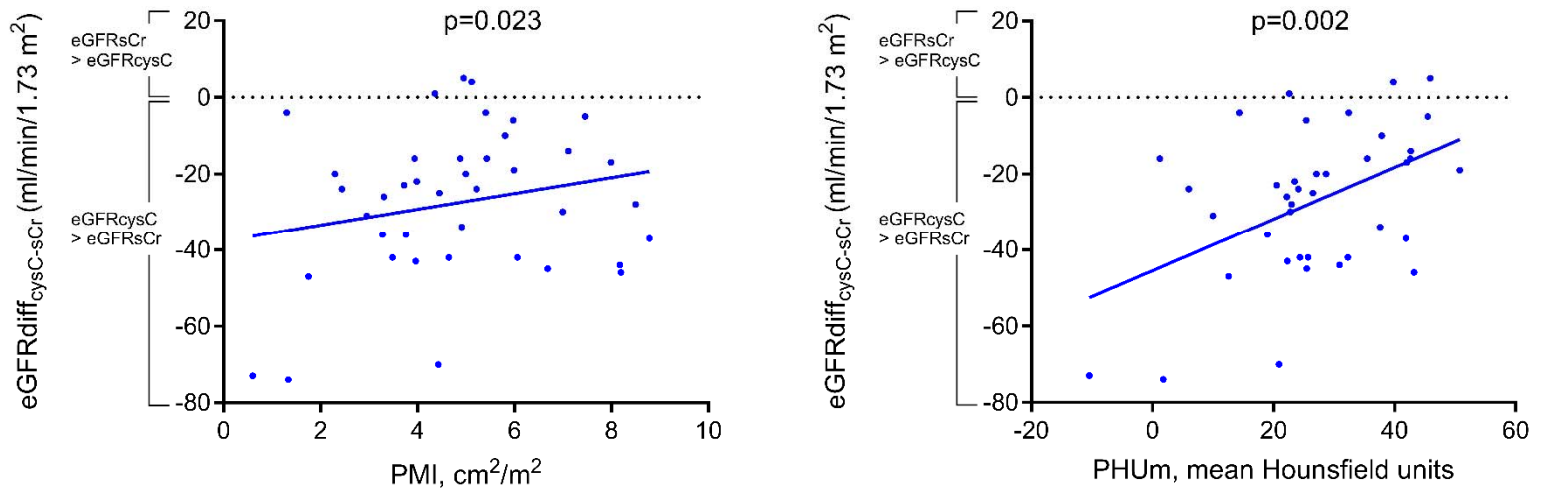 p=0.023
eGFRdiffcysC-sCr (ml/min/1.73 m²)
eGFRsCr
> eGFRcysC
eGFRcysC
> eGFRsCr
20
0
-20
-40
-60
-80
0 2 4 6 8 10
PMI, cm²/m²
p=0.002
eGFRdiffcysC-sCr (ml/min/1.73 m²)
eGFRsCr
> eGFRcysC
eGFRcysC
> eGFRsCr
20
0
-20
-40
-60
-80
-20 0 20 40 60
PHUm, mean Hounsfield units